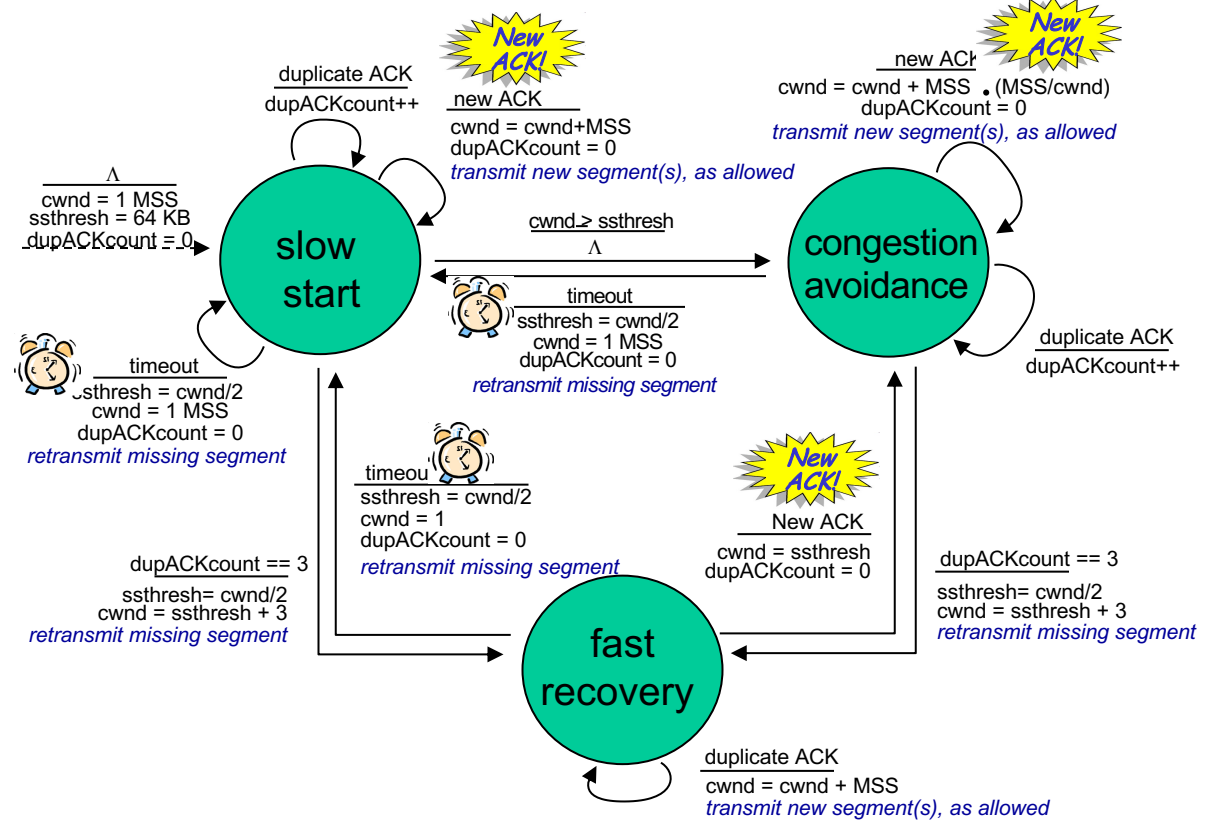 New
ACK!
duplicate ACK
dupACKcount++
new ACK
cwnd = cwnd+MSS
dupACKcount = 0
transmit new segment(s), as allowed
New
ACK!
new ACK
cwnd = cwnd + MSS • (MSS/cwnd)
dupACKcount = 0
transmit new segment(s), as allowed
Λ
cwnd = 1 MSS
ssthresh = 64 KB
dupACKcount = 0
slow
start
cwnd ≥ ssthresh
Λ
congestion
avoidance
timeout
ssthresh = cwnd/2
cwnd = 1 MSS
dupACKcount = 0
retransmit missing segment
duplicate ACK
dupACKcount++
timeout
ssthresh = cwnd/2
cwnd = 1 MSS
dupACKcount = 0
retransmit missing segment
timeou
ssthresh = cwnd/2
cwnd = 1
dupACKcount = 0
retransmit missing segment
New
ACK!
New ACK
cwnd = ssthresh
dupACKcount = 0
dupACKcount == 3
ssthresh= cwnd/2
cwnd = ssthresh + 3
retransmit missing segment
dupACKcount == 3
ssthresh= cwnd/2
cwnd = ssthresh + 3
retransmit missing segment
fast
recovery
duplicate ACK
cwnd = cwnd + MSS
transmit new segment(s), as allowed